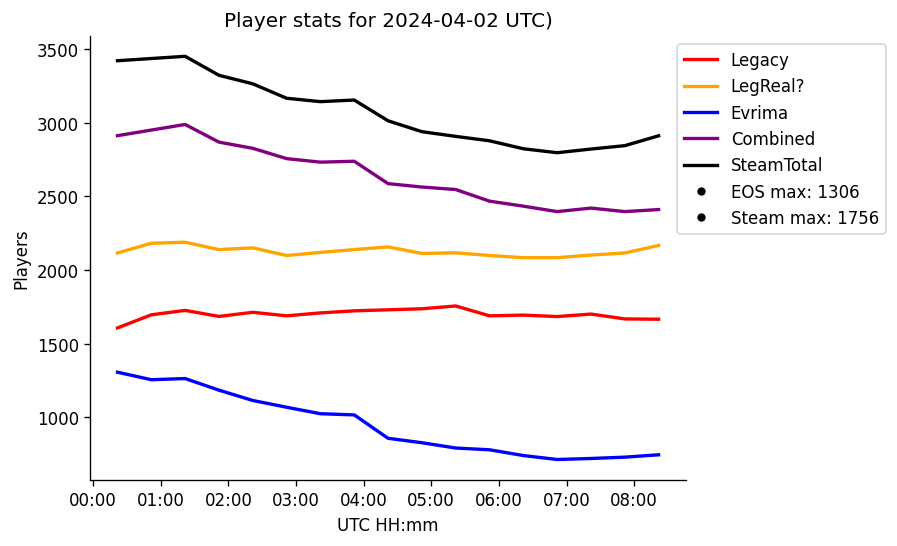 Player stats for 2024-04-02 UTC)
3500
3000
2500
2000
1500
1000
Players
00:00 01:00 02:00 03:00 04:00 05:00 06:00 07:00 08:00
UTC HH:mm
Legacy
LegReal?
Evrima
Combined
SteamTotal
EOS max: 1306
Steam max: 1756